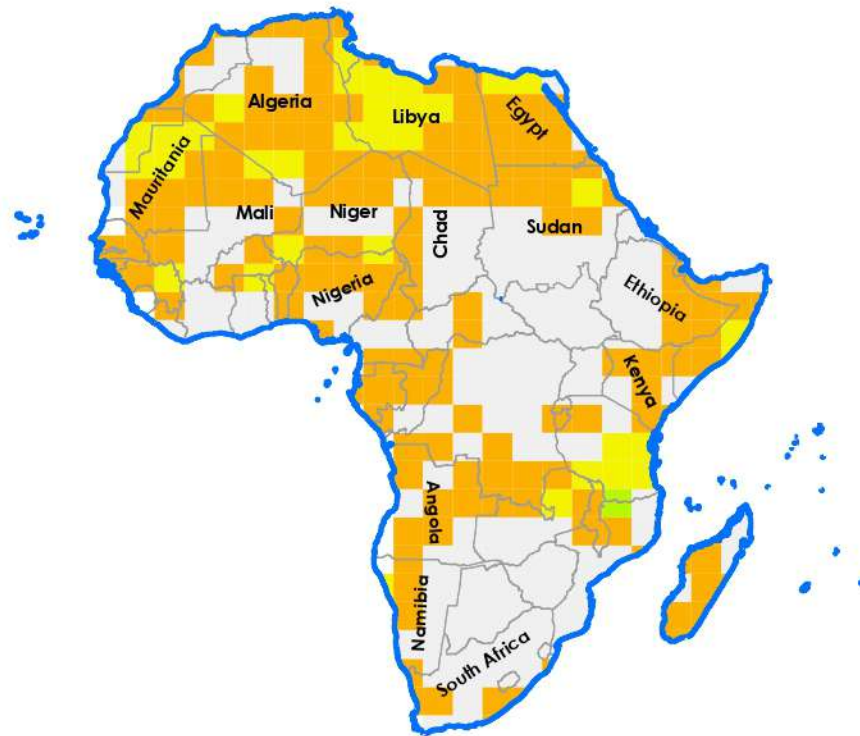 Algeria
Libya
Egypt
Mauritania
Mali
Niger
Chad
Sudan
Nigeria
Ethiopia
Kenya
Angola
Namibia
South Africa